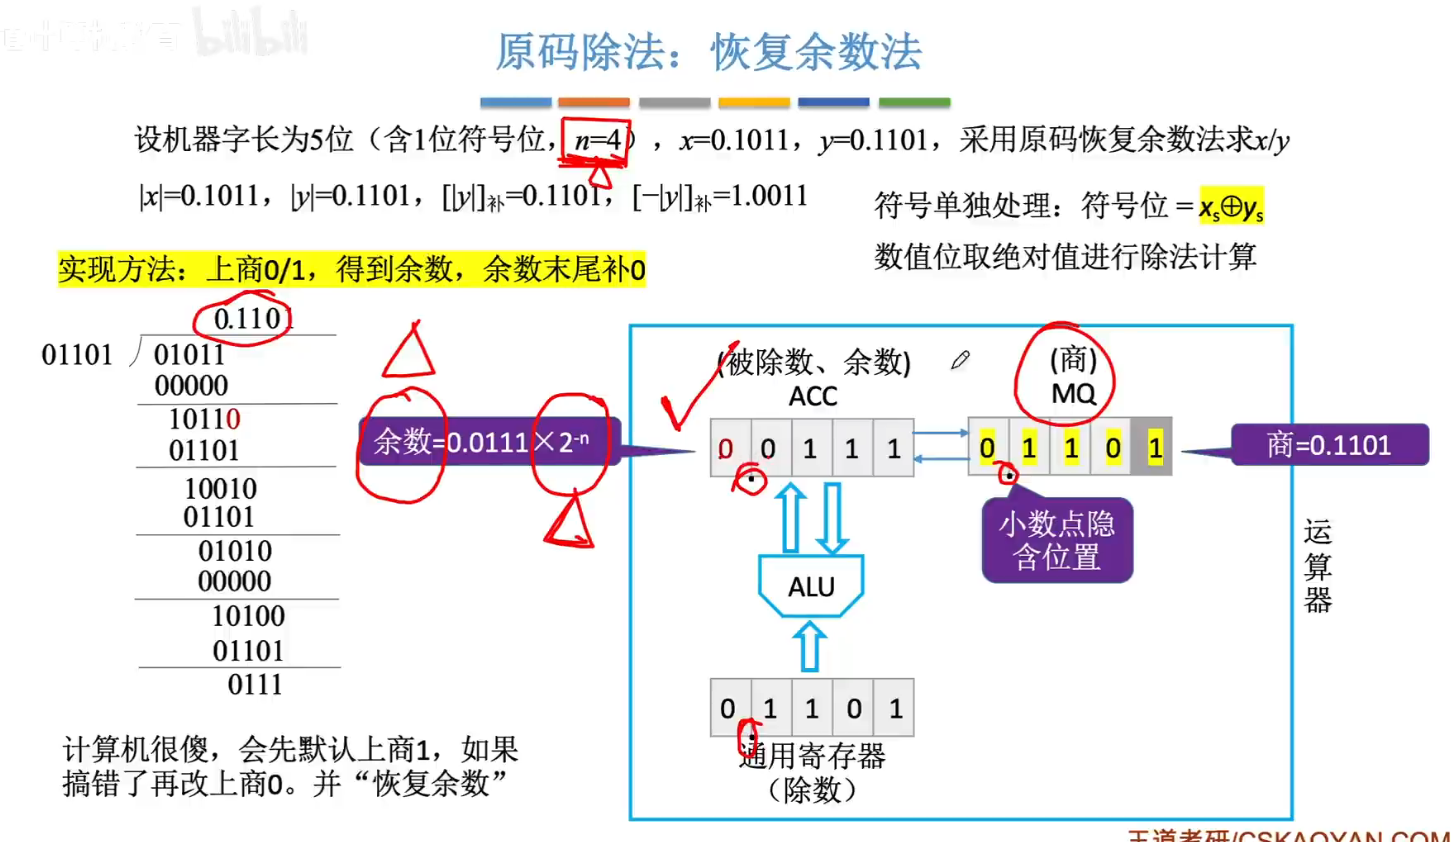 bilibili
原码除法：恢复余数法
设机器字长为5位（含1位符号位，n=4），x=0.1011，y=0.1101，采用原码恢复余数法求x/y
|x|=0.1011，|y|=0.1101，[|y|]补=0.1101，[−|y|]补=1.0011
符号单独处理：符号位 = xs⊕ys
数值位取绝对值进行除法计算
实现方法：上商0/1，得到余数，余数末尾补0
0.110
01101
01011
00000
10110
01101
10010
01101
01010
00000
10100
01101
0111
余数=0.0111×2-n
(被除数、余数)
ACC
0 0 1 1 1
(商)
MQ
0 1 1 0 1
商=0.1101
小数点隐
含位置
ALU
运算器
0 1 1 0 1
通用寄存器
（除数）
计算机很傻，会先默认上商1，如果
搞错了再改上商0。并“恢复余数”
王道考研/CSKAOYAN.COM